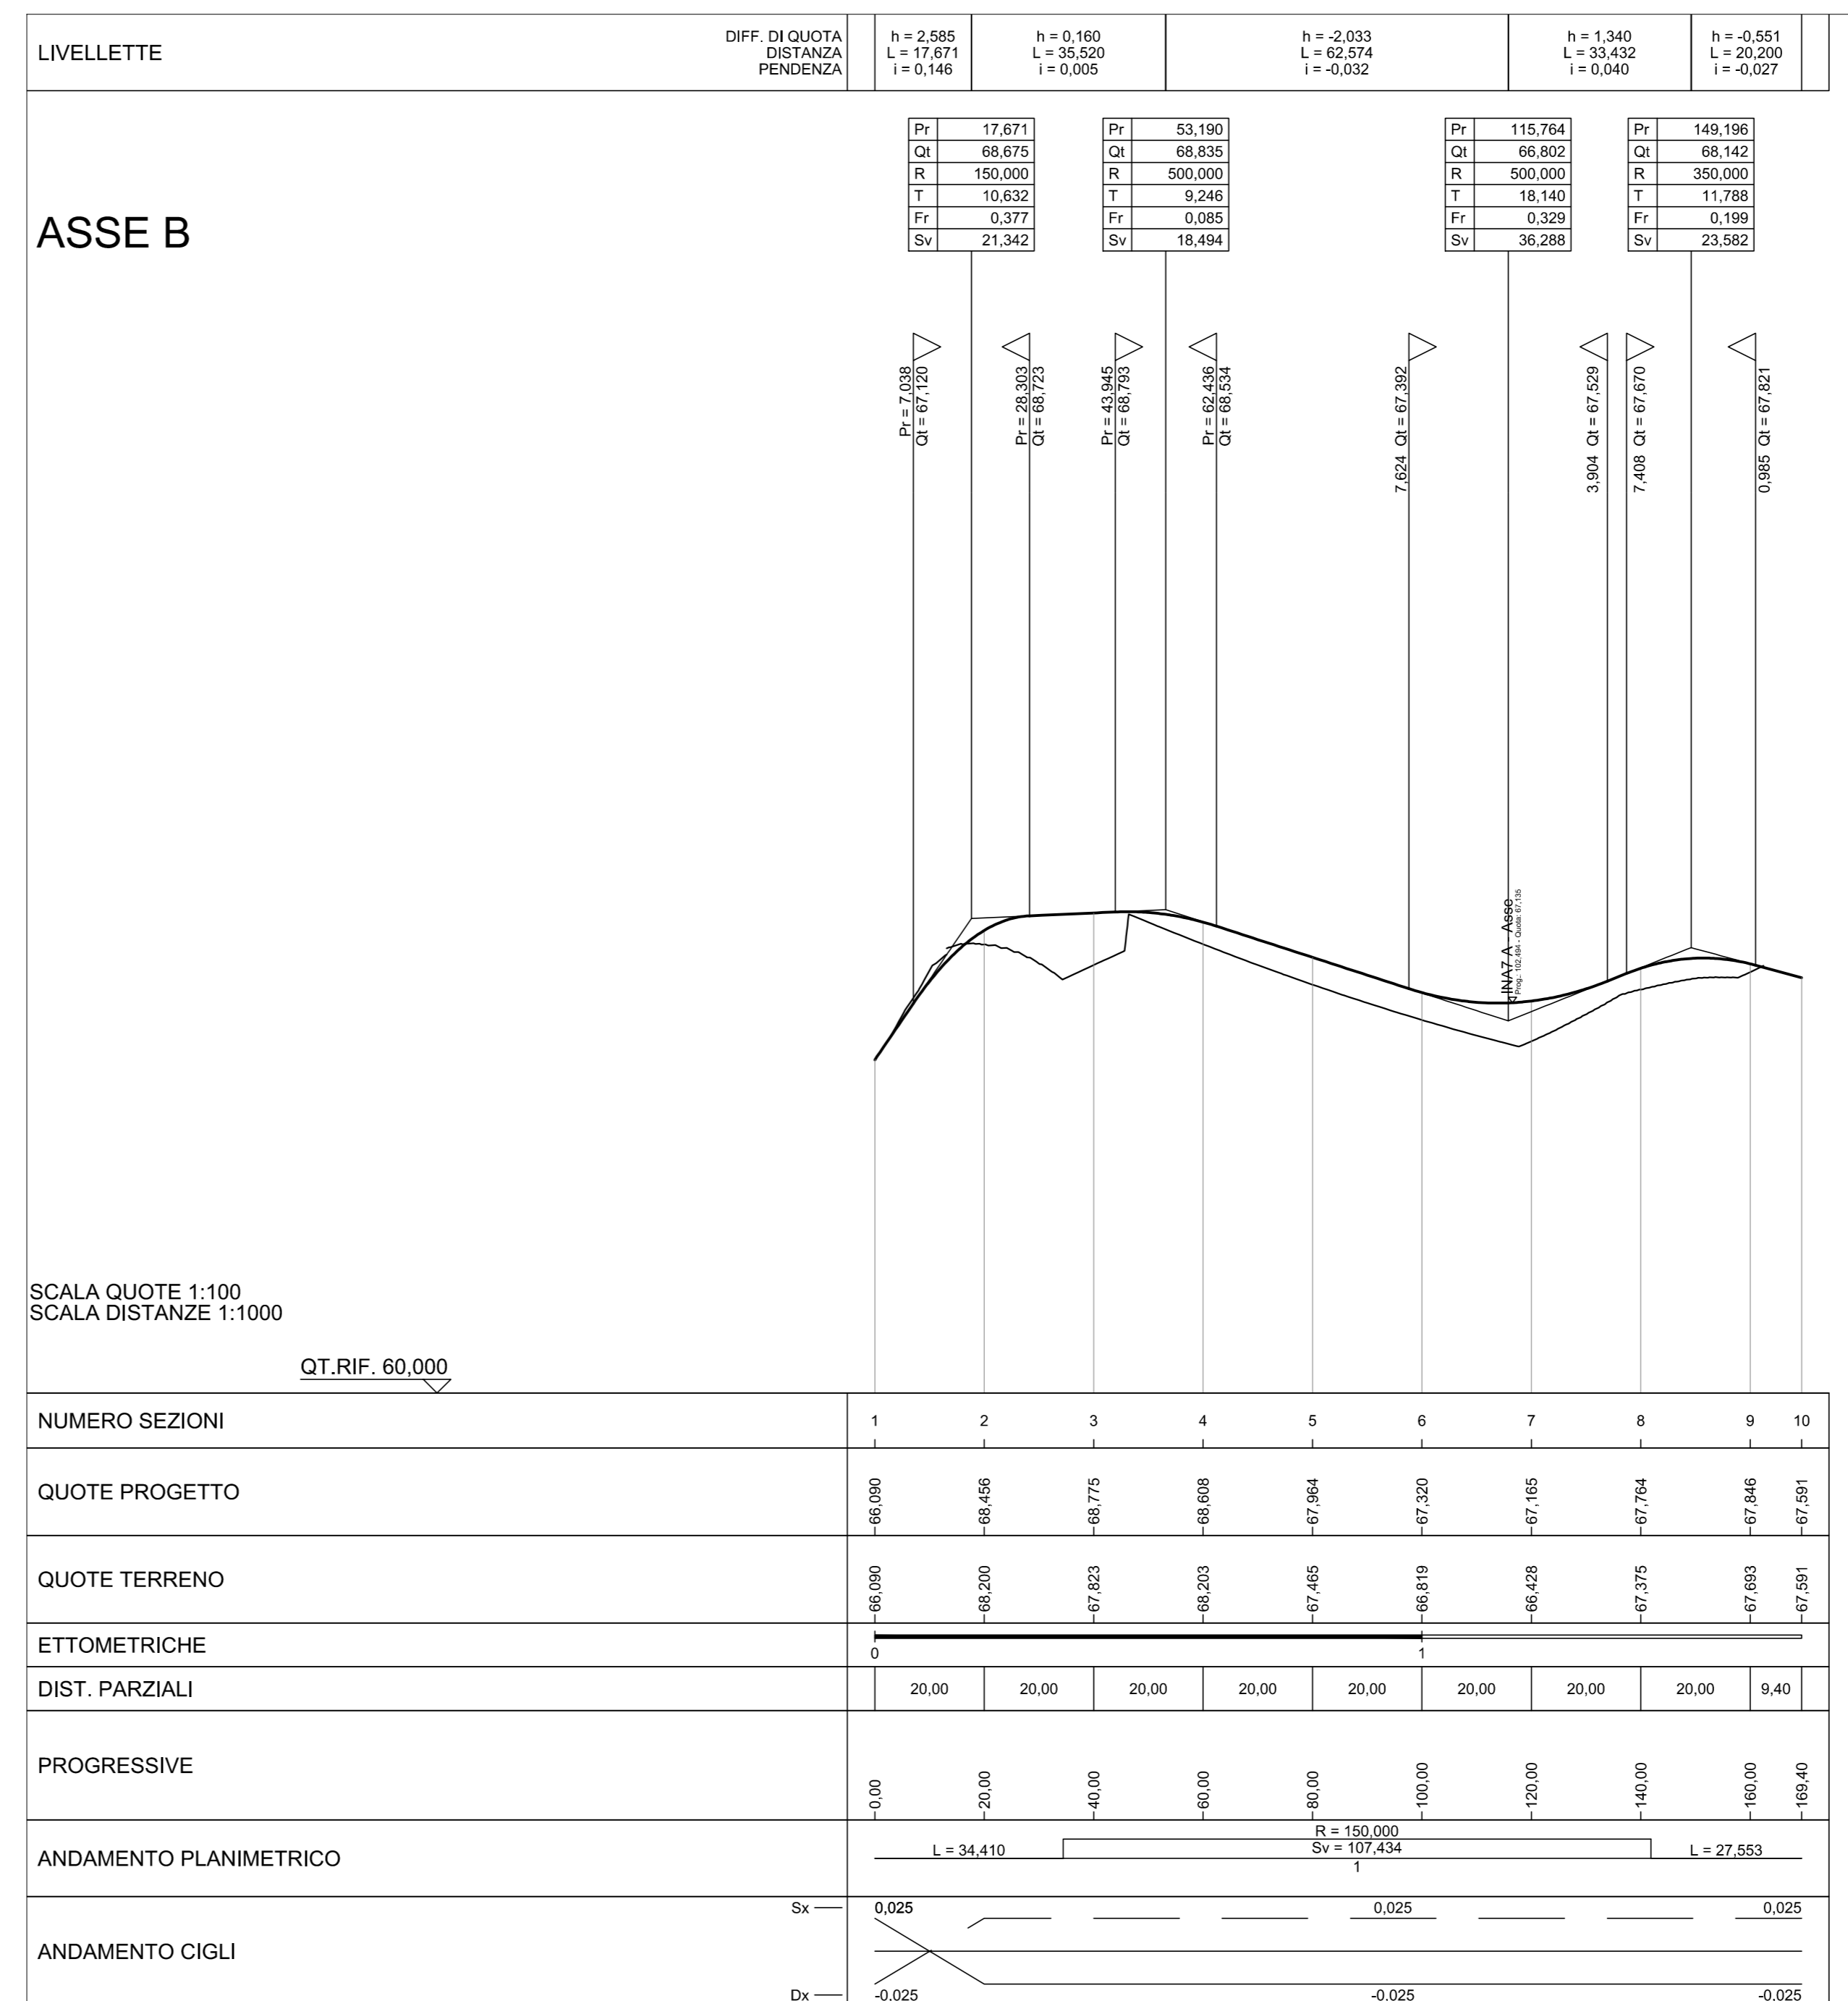 LIVELLETTE
DIFF. DI QUOTA
DISTANZA
PENDENZA
h = 2,585
L = 17,671
i = 0,146
h = 0,160
L = 35,520
i = 0,005
h = -2,033
L = 62,574
i = -0,032
h = 1,340
L = 33,432
i = 0,040
h = -0,551
L = 20,200
i = -0,027
ASSE B
Pr 17,671
Qt 68,675
R 150,000
T 10,632
Fr 0,377
Sv 21,342
Pr 53,190
Qt 68,835
R 500,000
T 9,246
Fr 0,085
Sv 18,494
Pr 115,764
Qt 66,802
R 500,000
T 18,140
Fr 0,329
Sv 36,288
Pr 149,196
Qt 68,142
R 350,000
T 11,788
Fr 0,199
Sv 23,582
Pr = 7,038
Qt = 67,120
Pr = 28,303
Qt = 68,723
Pr = 43,945
Qt = 68,793
Pr = 62,436
Qt = 68,534
7,624 Qt = 67,392
3,904 Qt = 67,529
7,408 Qt = 67,670
0,985 Qt = 67,821
INA7 A - Asse
Prog.: 102,494 - Quota: 67,135
SCALA QUOTE 1:100
SCALA DISTANZE 1:1000
QT.RIF. 60,000
NUMERO SEZIONI 1 2 3 4 5 6 7 8 9 10
QUOTE PROGETTO 66,090 68,456 68,775 68,608 67,964 67,320 67,165 67,764 67,846 67,591
QUOTE TERRENO 66,090 68,200 67,823 68,203 67,465 66,819 66,428 67,375 67,693 67,591
ETTOMETRICHE 0 1
DIST. PARZIALI 20,00 20,00 20,00 20,00 20,00 20,00 20,00 20,00 9,40
PROGRESSIVE 0,00 20,00 40,00 60,00 80,00 100,00 120,00 140,00 160,00 169,40
ANDAMENTO PLANIMETRICO
L = 34,410
R = 150,000
Sv = 107,434
1
L = 27,553
ANDAMENTO CIGLI
Sx 0,025 0,025 0,025
Dx -0,025 -0,025 -0,025